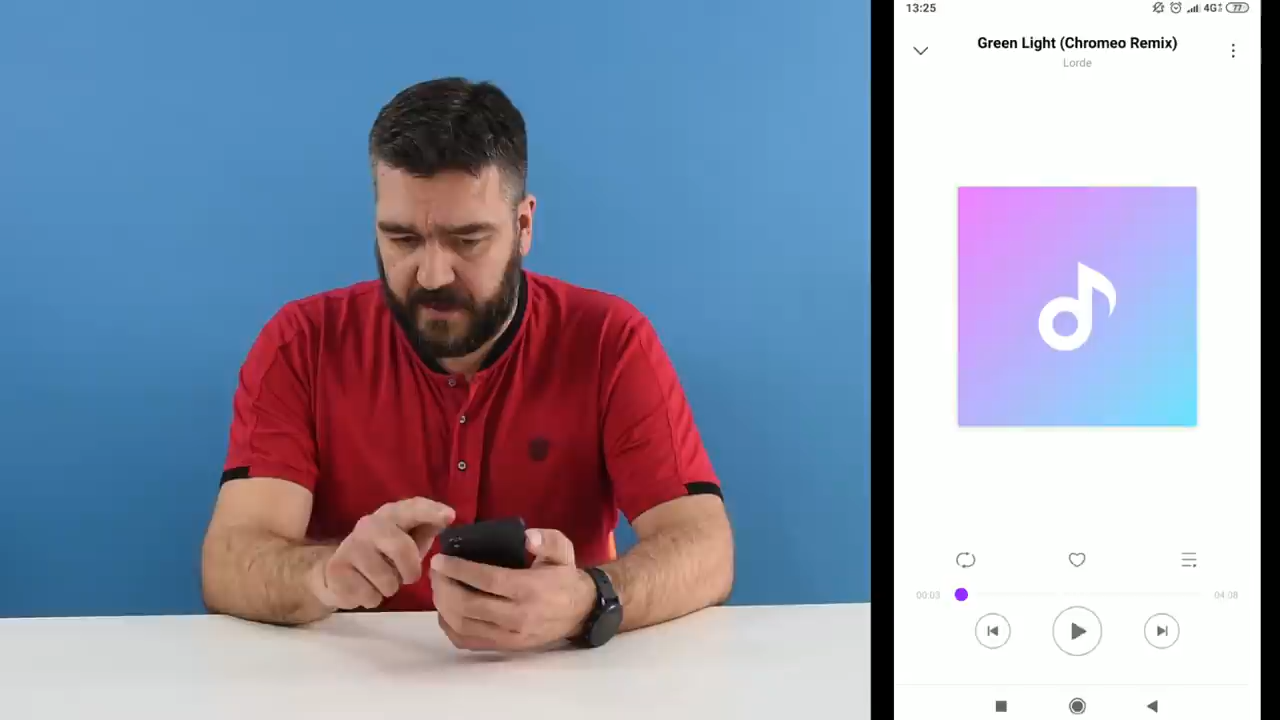 13:25
4G 77
Green Light (Chromeo Remix)
Lorde
00:03
04:08